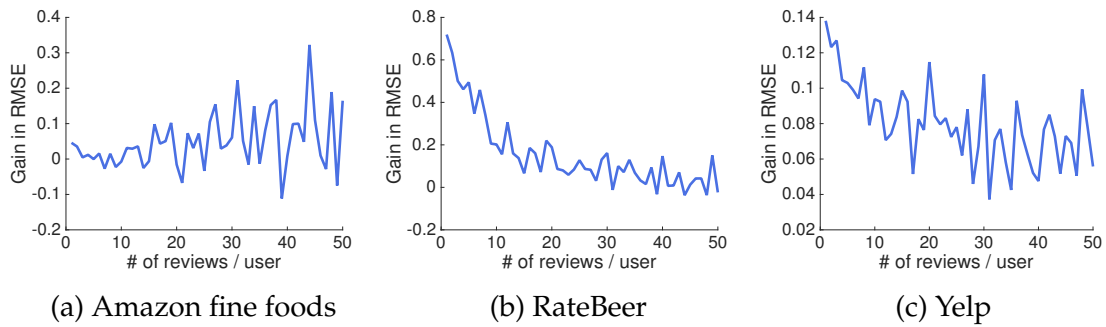 0.4
0.3
0.2
0.1
0
-0.1
-0.2
0 10 20 30 40 50
Gain in RMSE
# of reviews / user
(a) Amazon fine foods
0.8
0.6
0.4
0.2
0
-0.2
0 10 20 30 40 50
Gain in RMSE
# of reviews / user
(b) RateBeer
0.14
0.12
0.1
0.08
0.06
0.04
0.02
0 10 20 30 40 50
Gain in RMSE
# of reviews / user
(c) Yelp